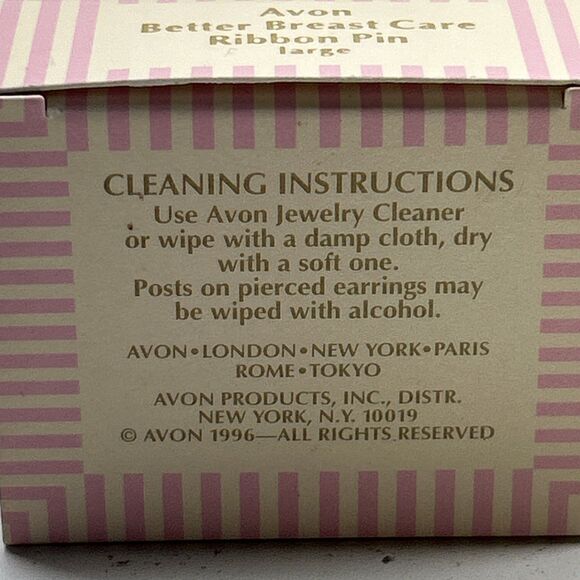 Avon
Better Breast Care
Ribbon Pin
large
CLEANING INSTRUCTIONS
Use Avon Jewelry Cleaner
or wipe with a damp cloth, dry
with a soft one.
Posts on pierced earrings may
be wiped with alcohol.
AVON•LONDON•NEW YORK•PARIS
ROME•TOKYO
AVON PRODUCTS, INC., DISTR.
NEW YORK, N.Y. 10019
© AVON 1996—ALL RIGHTS RESERVED